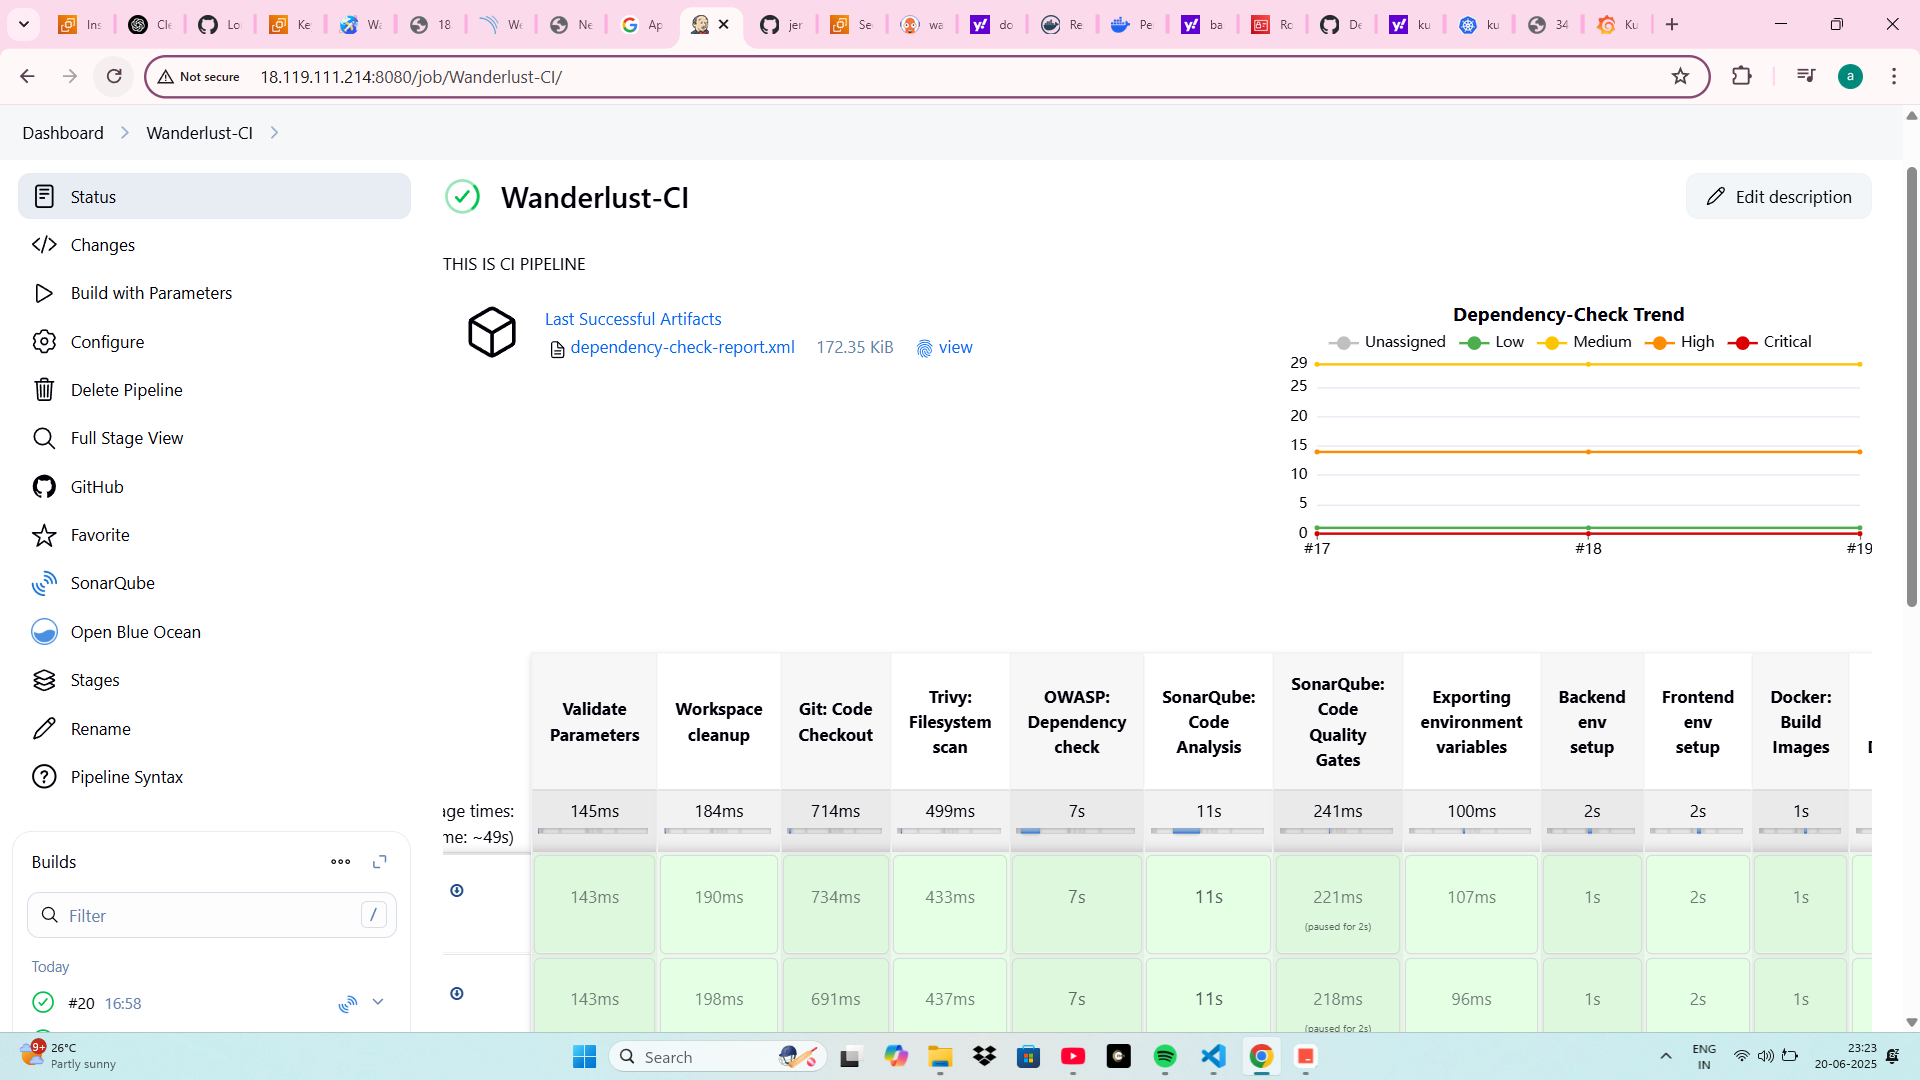 Ins
Cle
Lo
Ke
Wa
18
We
Ne
Ap
jer
Se
wa
do
Re
Pe
ba
Ro
De
ku
ku
34
Ku
Not secure
18.119.111.214:8080/job/Wanderlust-CI/
a
Dashboard
Wanderlust-CI
Status
Changes
Build with Parameters
Configure
Delete Pipeline
Full Stage View
GitHub
Favorite
SonarQube
Open Blue Ocean
Stages
Rename
Pipeline Syntax
Builds
Filter
/
Today
#20 16:58
Wanderlust-CI
Edit description
THIS IS CI PIPELINE
Last Successful Artifacts
dependency-check-report.xml 172.35 KiB view
Dependency-Check Trend
Unassigned Low Medium High Critical
29
25
20
15
10
5
0
#17 #18 #19
Validate Parameters
Workspace cleanup
Git: Code Checkout
Trivy: Filesystem scan
OWASP: Dependency check
SonarQube: Code Analysis
SonarQube: Code Quality Gates
Exporting environment variables
Backend env setup
Frontend env setup
Docker: Build Images
age times:
me: ~49s)
145ms 184ms 714ms 499ms 7s 11s 241ms 100ms 2s 2s 1s
143ms 190ms 734ms 433ms 7s 11s 221ms 107ms 1s 2s 1s
(paused for 2s)
143ms 198ms 691ms 437ms 7s 11s 218ms 96ms 1s 2s 1s
(paused for 2s)
9+
26°C
Partly sunny
Search
ENG
IN
23:23
20-06-2025